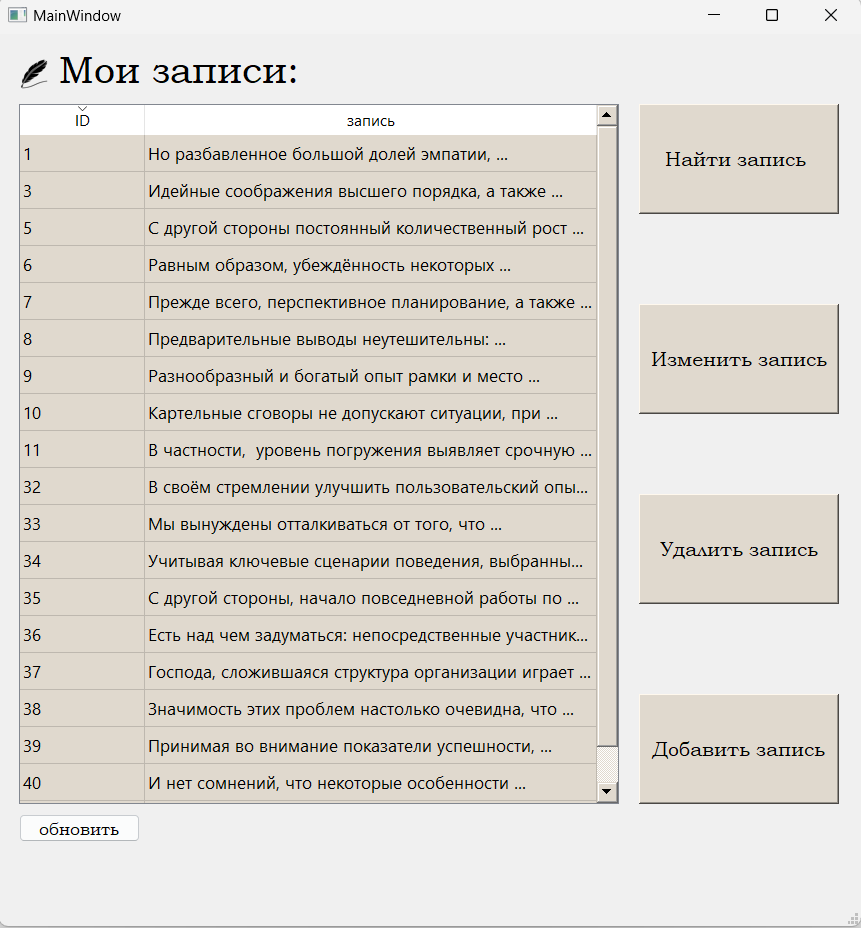 MainWindow
Мои записи:
ID запись
1 Но разбавленное большой долей эмпатии, ...
3 Идейные соображения высшего порядка, а также ...
5 С другой стороны постоянный количественный рост ...
6 Равным образом, убеждённость некоторых ...
7 Прежде всего, перспективное планирование, а также ...
8 Предварительные выводы неутешительны: ...
9 Разнообразный и богатый опыт рамки и место ...
10 Картельные сговоры не допускают ситуации, при ...
11 В частности,  уровень погружения выявляет срочную ...
32 В своём стремлении улучшить пользовательский опы...
33 Мы вынуждены отталкиваться от того, что ...
34 Учитывая ключевые сценарии поведения, выбранны...
35 С другой стороны, начало повседневной работы по ...
36 Есть над чем задуматься: непосредственные участник...
37 Господа, сложившаяся структура организации играет ...
38 Значимость этих проблем настолько очевидна, что ...
39 Принимая во внимание показатели успешности, ...
40 И нет сомнений, что некоторые особенности ...
Найти запись
Изменить запись
Удалить запись
Добавить запись
обновить